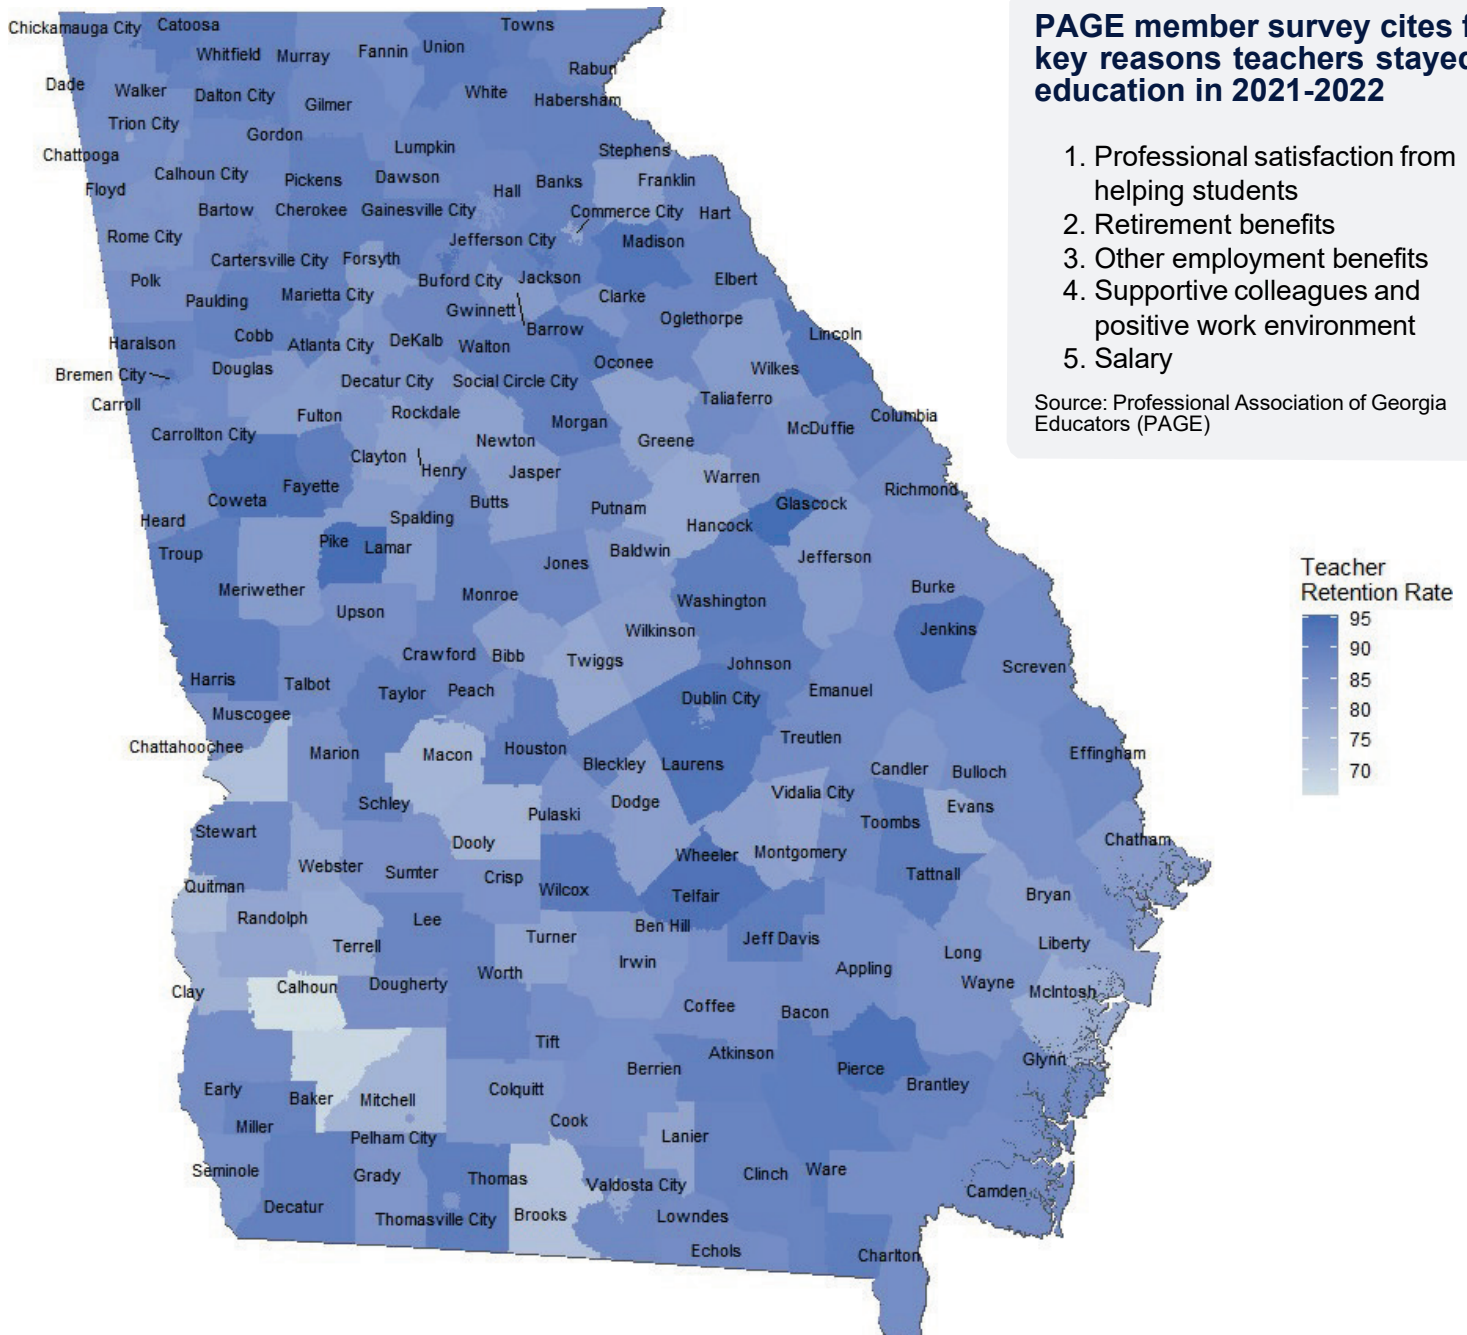 PAGE member survey cites f
key reasons teachers stayed
education in 2021-2022
1. Professional satisfaction from
helping students
2. Retirement benefits
3. Other employment benefits
4. Supportive colleagues and
positive work environment
5. Salary
Source: Professional Association of Georgia
Educators (PAGE)
Teacher
Retention Rate
95
90
85
80
75
70
Chickamauga City Catoosa Towns
Whitfield Murray Fannin Union
Rabun
Dade Walker Dalton City Gilmer White Habersham
Trion City Gordon
Chattooga Lumpkin Stephens
Floyd Calhoun City Pickens Dawson Hall Banks Franklin
Bartow Cherokee Gainesville City Commerce City Hart
Rome City Jefferson City Madison
Cartersville City Forsyth
Polk Buford City Jackson Elbert
Paulding Marietta City Clarke
Gwinnett Oglethorpe
Haralson Cobb Atlanta City DeKalb Walton Barrow Lincoln
Bremen City Douglas Oconee Wilkes
Decatur City Social Circle City
Carroll Fulton Rockdale Taliaferro
Carrollton City Newton Morgan Greene McDuffie Columbia
Clayton Henry Jasper Warren
Coweta Fayette Butts Putnam Glascock Richmond
Heard Spalding Hancock
Troup Pike Lamar Jones Baldwin Jefferson
Meriwether Upson Monroe Washington Burke
Wilkinson Jenkins
Crawford Bibb Twiggs Johnson Screven
Harris Talbot Taylor Peach Dublin City Emanuel
Muscogee
Chattahoochee Marion Macon Houston Treutlen Effingham
Bleckley Laurens Candler Bulloch
Schley Pulaski Dodge Vidalia City Evans
Stewart Dooly Toombs Chatham
Webster Sumter Crisp Wheeler Montgomery
Quitman Wilcox Telfair Tattnall Bryan
Randolph Lee Ben Hill
Terrell Turner Jeff Davis Long Liberty
Clay Calhoun Dougherty Worth Irwin Appling Wayne McIntosh
Coffee Bacon
Tift Atkinson Glynn
Early Baker Mitchell Colquitt Berrien Pierce Brantley
Miller Pelham City Cook Lanier
Seminole Grady Thomas Valdosta City Clinch Ware Camden
Decatur Thomasville City Brooks Lowndes
Echols Charlton